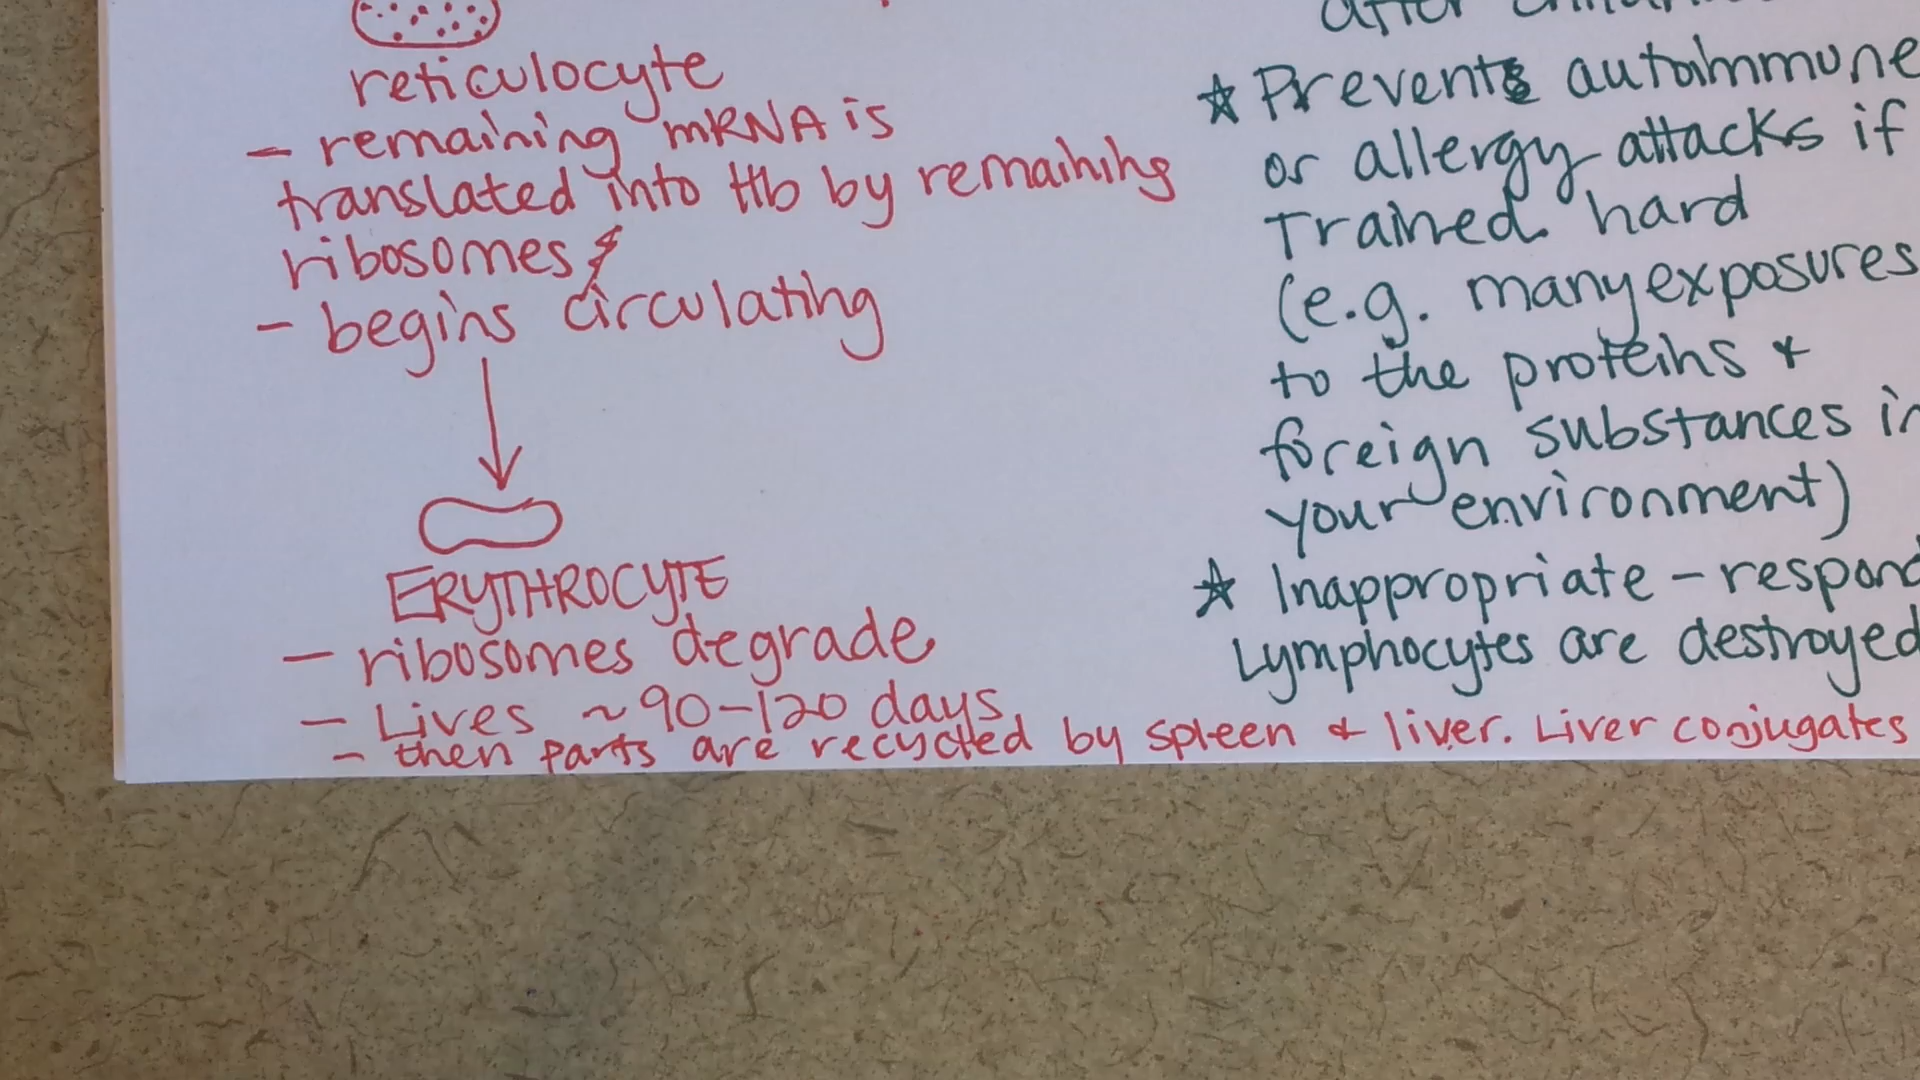 reticulocyte
- remaining mRNA is
translated into Hb by remaining
ribosomes &
- begins circulating
ERYTHROCYTE
- ribosomes degrade
- Lives ~90-120 days
- then parts are recycled by spleen & liver. Liver conjugates
after
☆ Prevents autoimmune
or allergy attacks if
Trained hard
(e.g. many exposures
to the proteins &
foreign substances in
your environment)
☆ Inappropriate - respond
Lymphocytes are destroyed